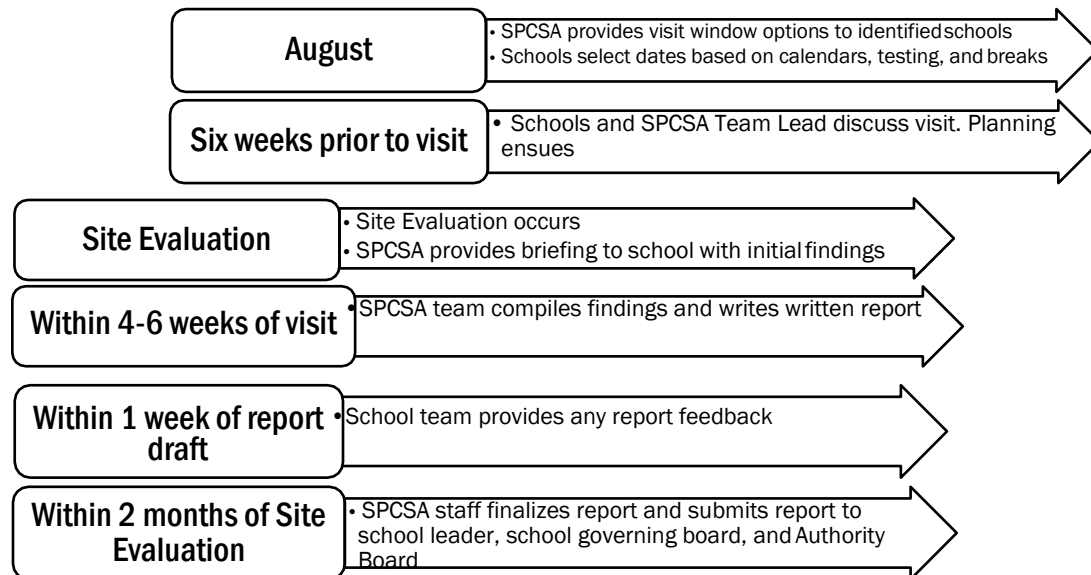 August
• SPCSA provides visit window options to identified schools
• Schools select dates based on calendars, testing, and breaks
Six weeks prior to visit
• Schools and SPCSA Team Lead discuss visit. Planning
ensues
Site Evaluation
• Site Evaluation occurs
• SPCSA provides briefing to school with initial findings
Within 4-6 weeks of visit
• SPCSA team compiles findings and writes written report
Within 1 week of report
draft
• School team provides any report feedback
Within 2 months of Site
Evaluation
• SPCSA staff finalizes report and submits report to
school leader, school governing board, and Authority
Board